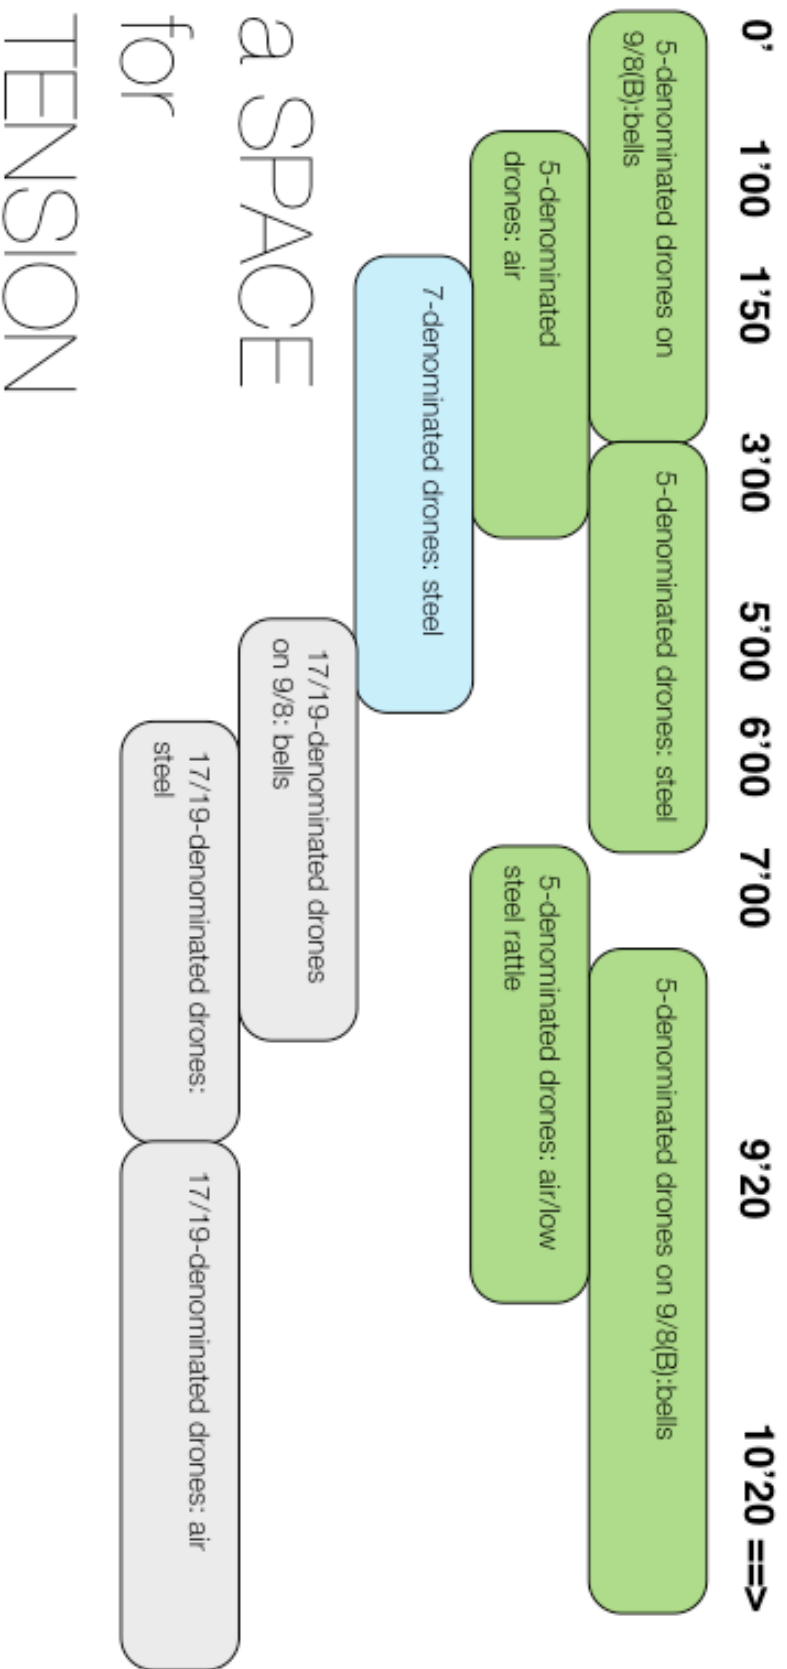 0’ 1’00 1’50 3’00 5’00 6’00 7’00 9’20 10’20 ==>
5-denominated drones on
9/8(B):bells
5-denominated drones: steel
5-denominated drones on 9/8(B):bells
5-denominated
drones: air
5-denominated drones: air/low
steel rattle
7-denominated drones: steel
17/19-denominated drones
on 9/8: bells
17/19-denominated drones:
steel
17/19-denominated drones: air
a SPACE
for
TENSION